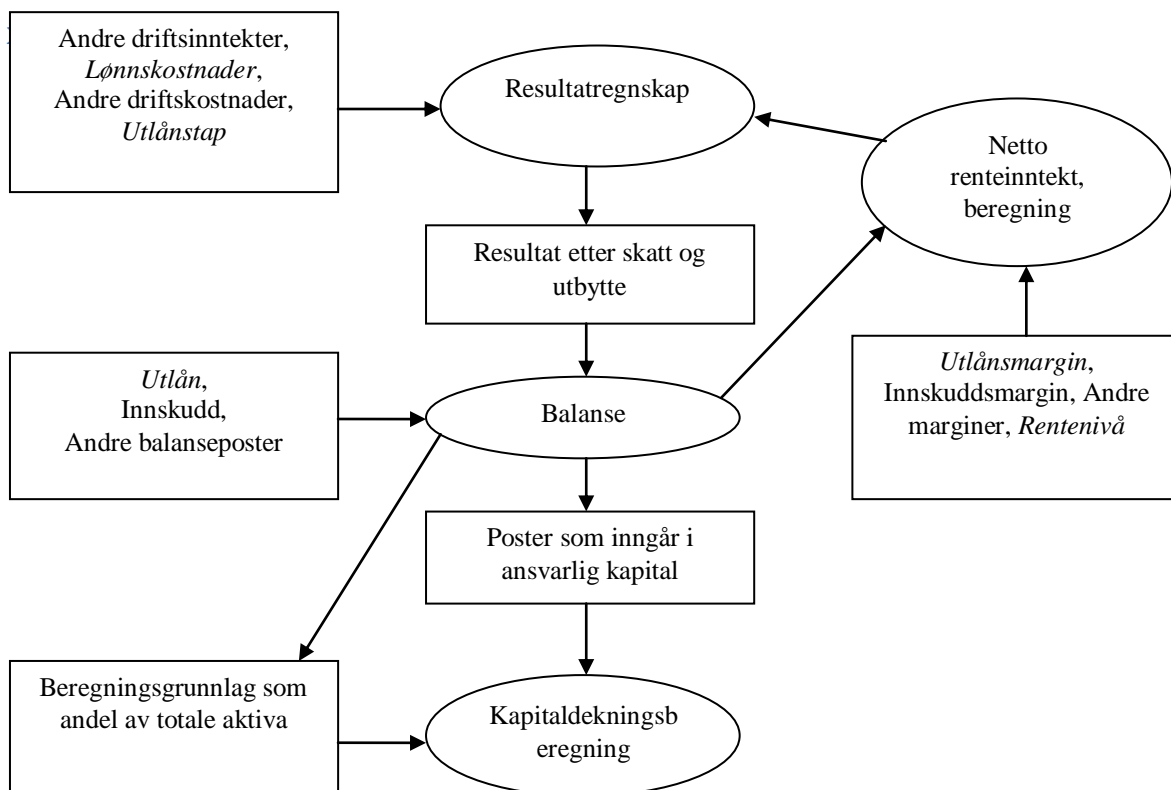 Andre driftsinntekter,
Lønnskostnader,
Andre driftskostnader,
Utlånstap
Resultatregnskap
Netto
renteinntekt,
beregning
Resultat etter skatt og
utbytte
Utlån,
Innskudd,
Andre balanseposter
Balanse
Utlånsmargin,
Innskuddsmargin, Andre
marginer, Rentenivå
Poster som inngår i
ansvarlig kapital
Beregningsgrunnlag som
andel av totale aktiva
Kapitaldekningsb
eregning